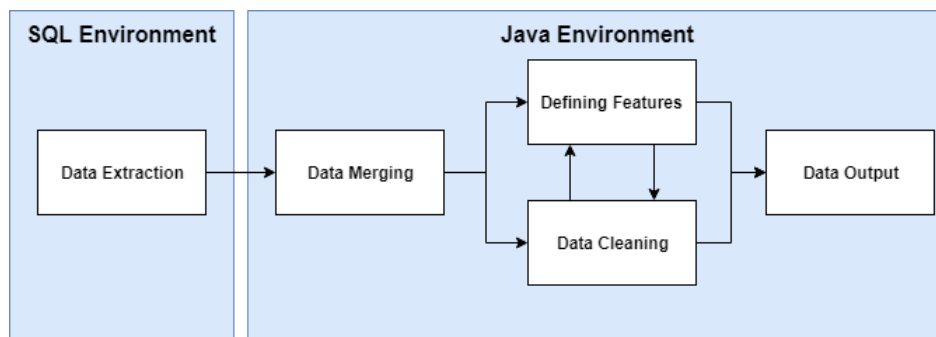 SQL Environment
Java Environment
Data Extraction
Data Merging
Defining Features
Data Cleaning
Data Output